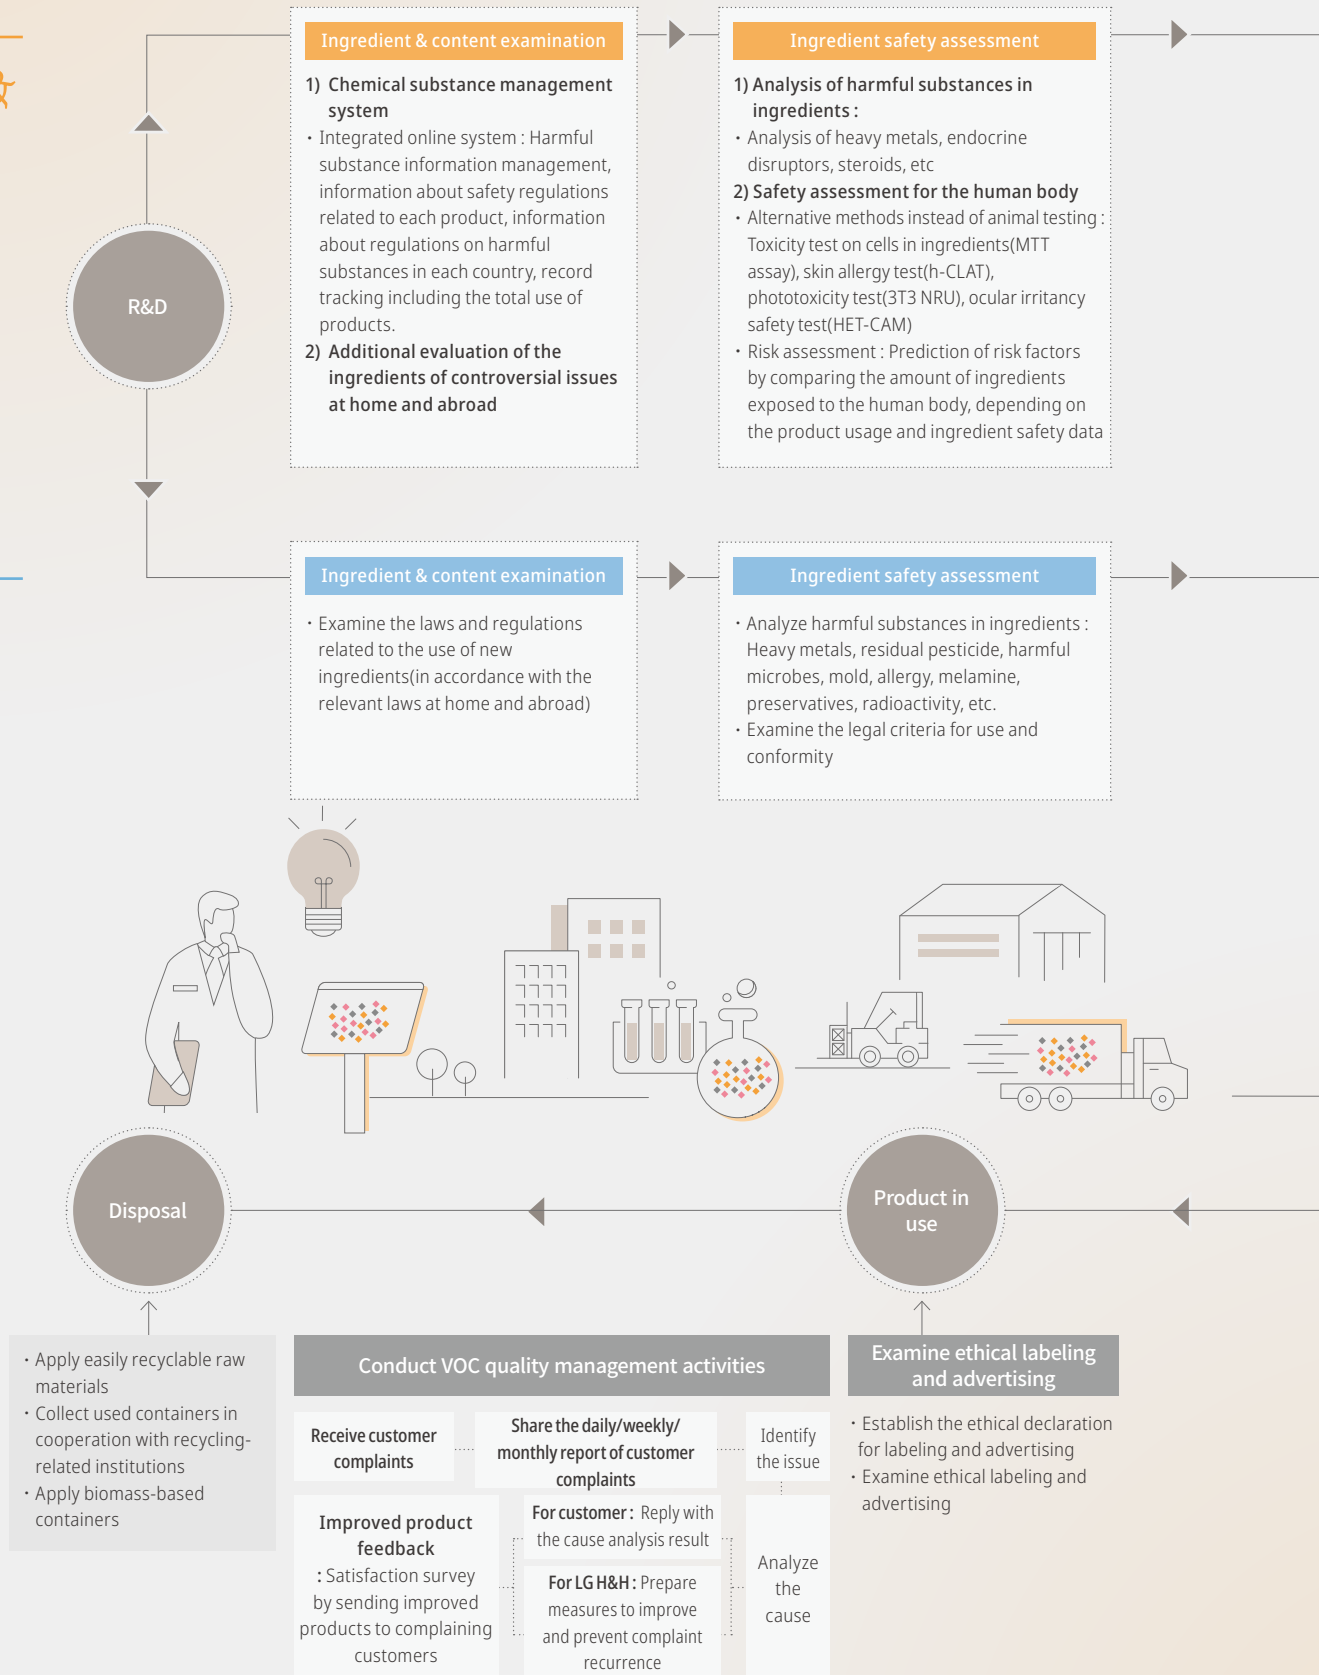 R&D
Ingredient & content examination
1) Chemical substance management
system
· Integrated online system : Harmful
substance information management,
information about safety regulations
related to each product, information
about regulations on harmful
substances in each country, record
tracking including the total use of
products.
2) Additional evaluation of the
ingredients of controversial issues
at home and abroad
Ingredient safety assessment
1) Analysis of harmful substances in
ingredients :
· Analysis of heavy metals, endocrine
disruptors, steroids, etc
2) Safety assessment for the human body
· Alternative methods instead of animal testing :
Toxicity test on cells in ingredients(MTT
assay), skin allergy test(h-CLAT),
phototoxicity test(3T3 NRU), ocular irritancy
safety test(HET-CAM)
· Risk assessment : Prediction of risk factors
by comparing the amount of ingredients
exposed to the human body, depending on
the product usage and ingredient safety data
Ingredient & content examination
· Examine the laws and regulations
related to the use of new
ingredients(in accordance with the
relevant laws at home and abroad)
Ingredient safety assessment
· Analyze harmful substances in ingredients :
Heavy metals, residual pesticide, harmful
microbes, mold, allergy, melamine,
preservatives, radioactivity, etc.
· Examine the legal criteria for use and
conformity
Disposal
Product in
use
· Apply easily recyclable raw
materials
· Collect used containers in
cooperation with recycling-
related institutions
· Apply biomass-based
containers
Conduct VOC quality management activities
Receive customer
complaints
Share the daily/weekly/
monthly report of customer
complaints
Identify
the issue
Analyze
the
cause
For customer : Reply with
the cause analysis result
For LG H&H : Prepare
measures to improve
and prevent complaint
recurrence
Improved product
feedback
: Satisfaction survey
by sending improved
products to complaining
customers
Examine ethical labeling
and advertising
· Establish the ethical declaration
for labeling and advertising
· Examine ethical labeling and
advertising